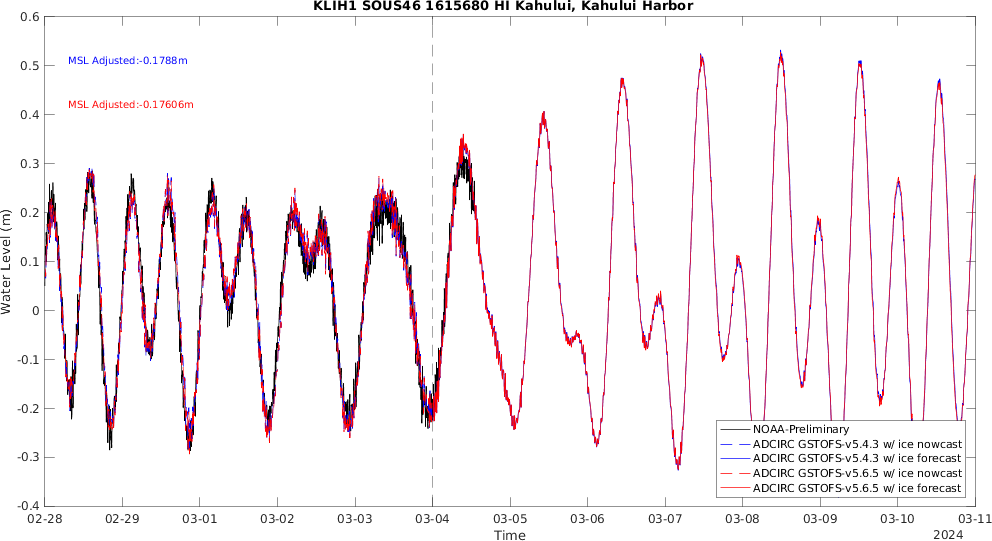 KLIH1 SOUS46 1615680 HI Kahului, Kahului Harbor
0.6
0.5
0.4
0.3
0.2
0.1
0
-0.1
-0.2
-0.3
-0.4
Water Level (m)
MSL Adjusted:-0.1788m
MSL Adjusted:-0.17606m
NOAA-Preliminary
ADCIRC GSTOFS-v5.4.3 w/ ice nowcast
ADCIRC GSTOFS-v5.4.3 w/ ice forecast
ADCIRC GSTOFS-v5.6.5 w/ ice nowcast
ADCIRC GSTOFS-v5.6.5 w/ ice forecast
02-28 02-29 03-01 03-02 03-03 03-04 03-05 03-06 03-07 03-08 03-09 03-10 03-11
Time
2024